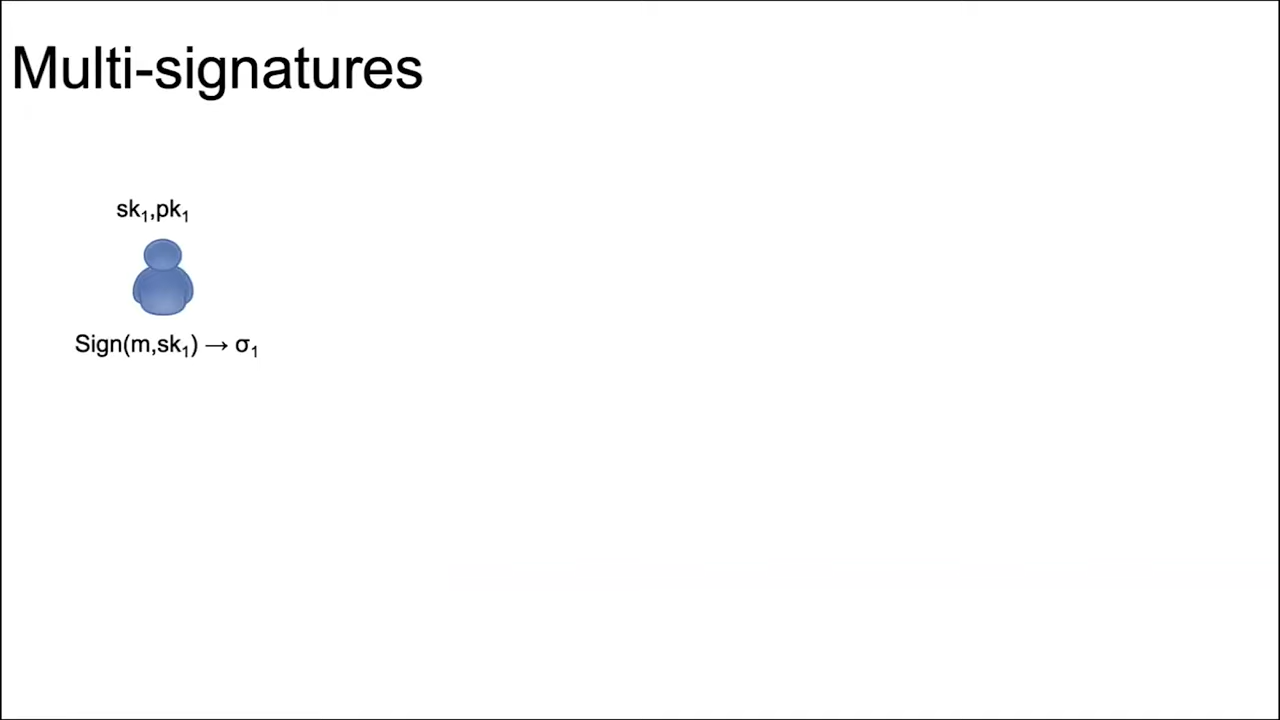 Multi-signatures
sk₁,pk₁
Sign(m,sk₁) → σ₁